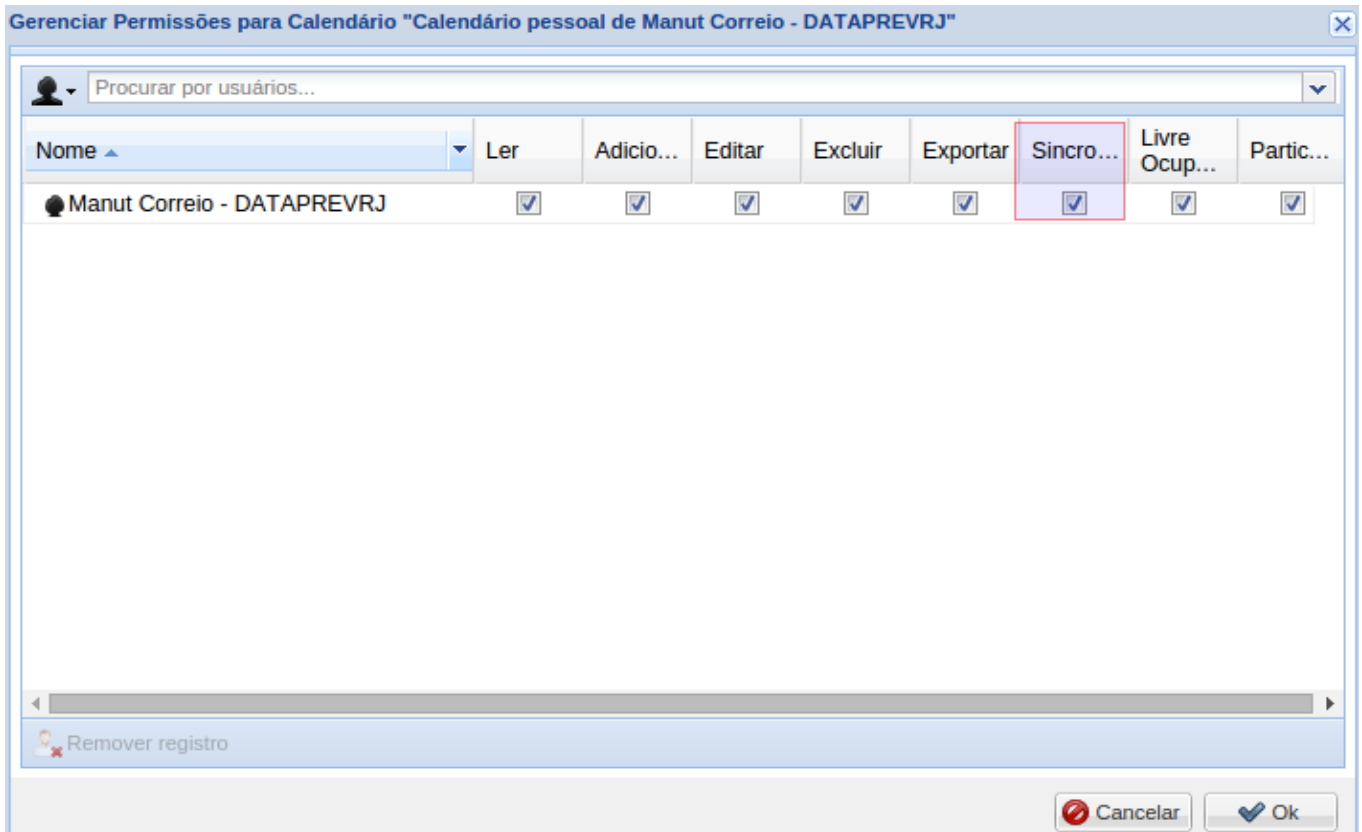 Gerenciar Permissões para Calendário "Calendário pessoal de Manut Correio - DATAPREVRJ"
Procurar por usuários...
Nome Ler Adicio... Editar Excluir Exportar Sincro... Livre Ocup... Partic...
Manut Correio - DATAPREVRJ
Remover registro
Cancelar Ok